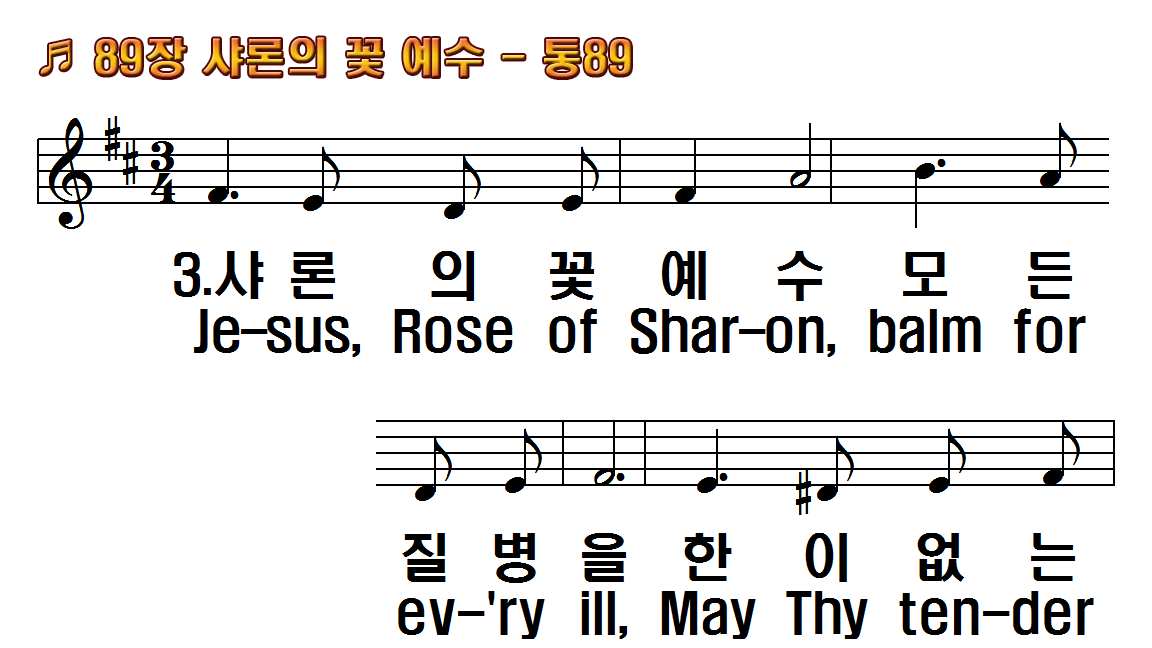 ♬ 89장 샤론의 꽃 예수 - 통89
3.샤 론 의 꽃 예 수 모 든
Je-sus, Rose of Shar-on, balm for
질 병 을 한 이 없 는
ev-'ry ill, May Thy ten-der